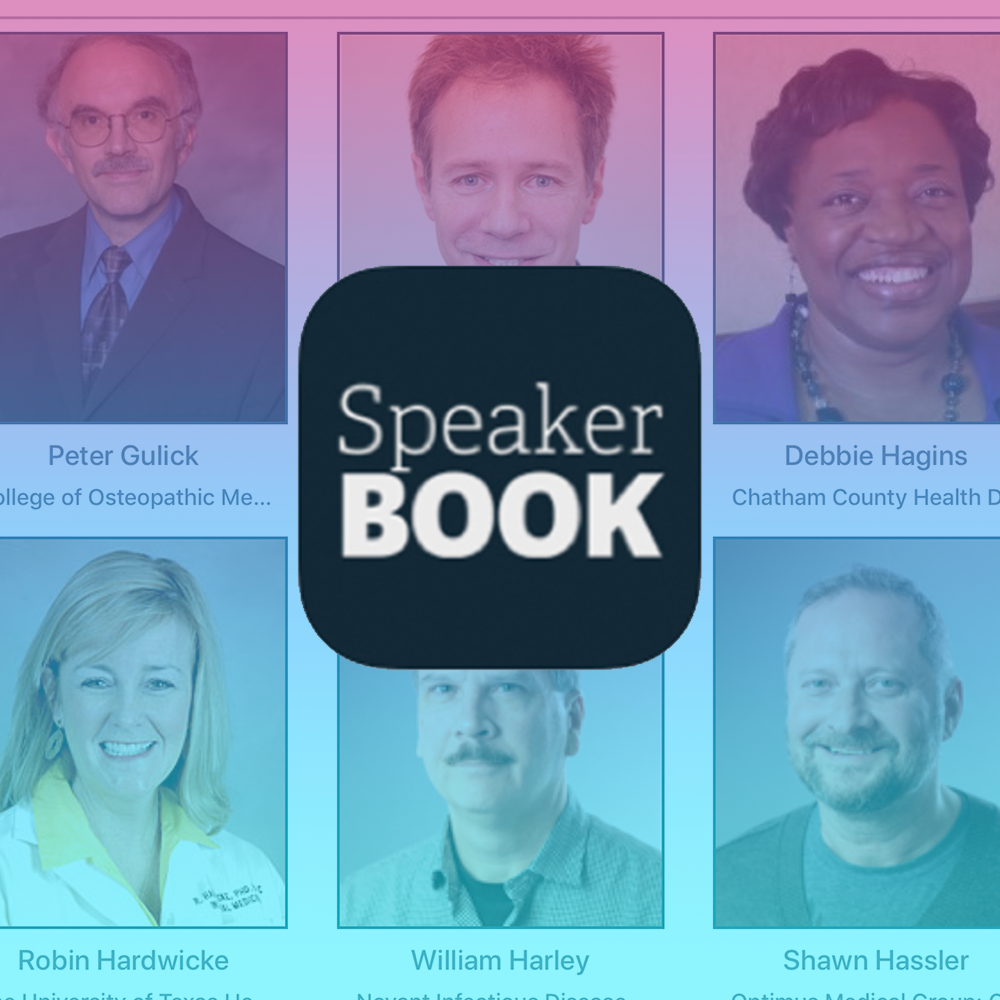 Peter Gulick
Debbie Hagins
ollege of Osteopathic Me...
Chatham County Health D
Speaker
BOOK
Robin Hardwicke
William Harley
Shawn Hassler